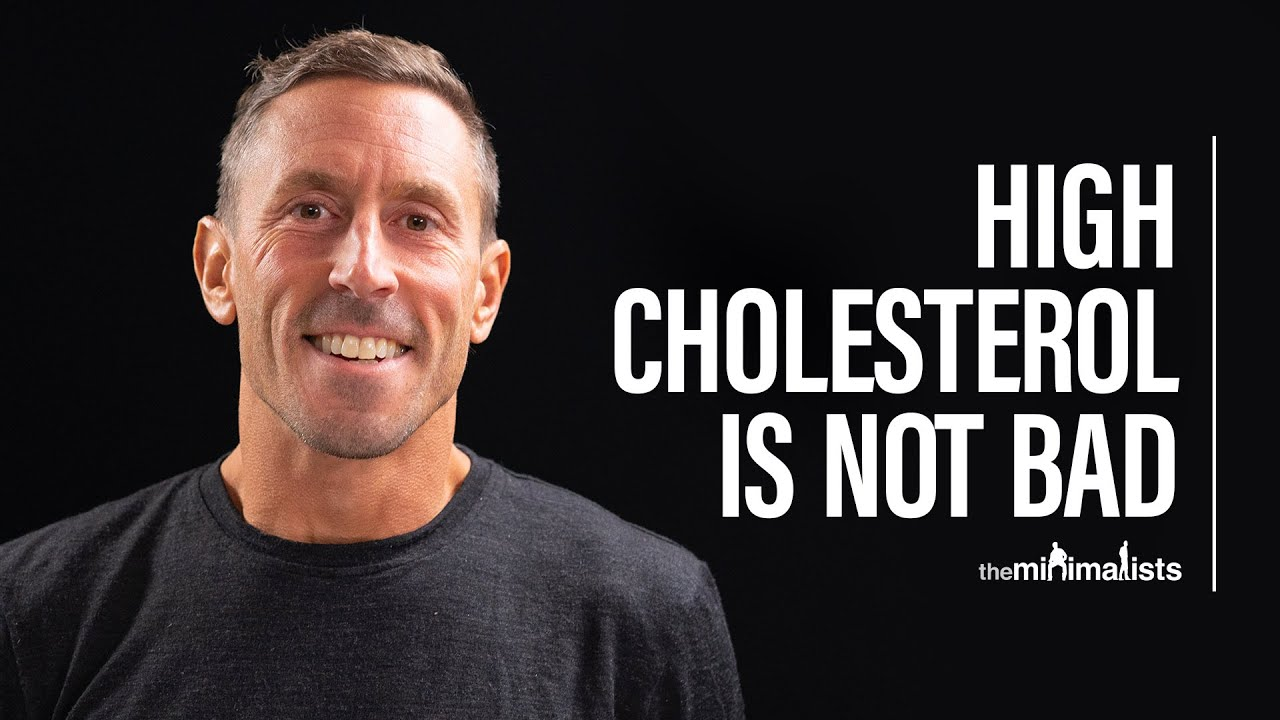 HIGH
CHOLESTEROL
IS NOT BAD
theminimalists